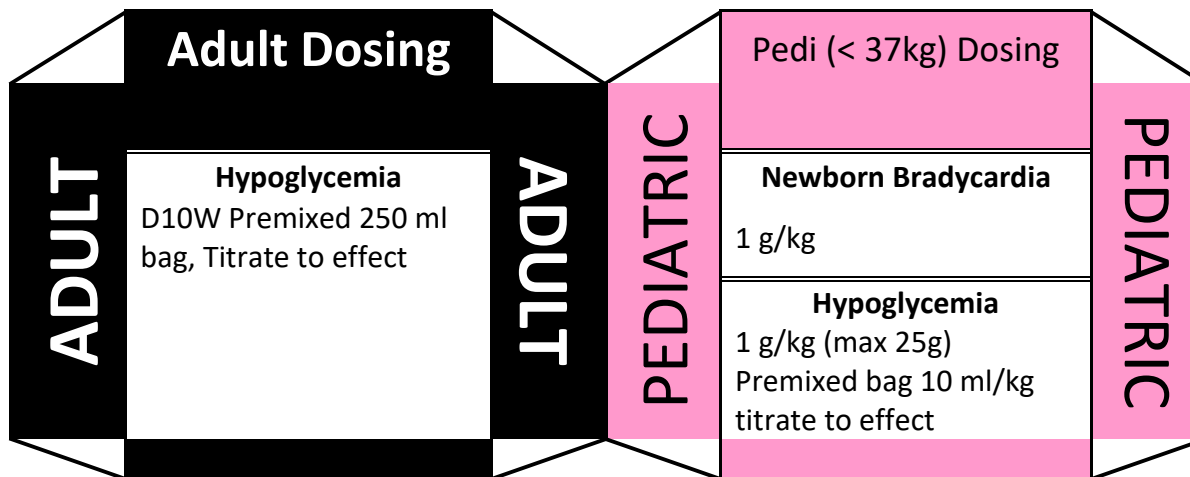 Adult Dosing
ADULT
Hypoglycemia
D10W Premixed 250 ml
bag, Titrate to effect
ADULT
Pedi (< 37kg) Dosing
PEDIATRIC
Newborn Bradycardia
1 g/kg
Hypoglycemia
1 g/kg (max 25g)
Premixed bag 10 ml/kg
titrate to effect
PEDIATRIC